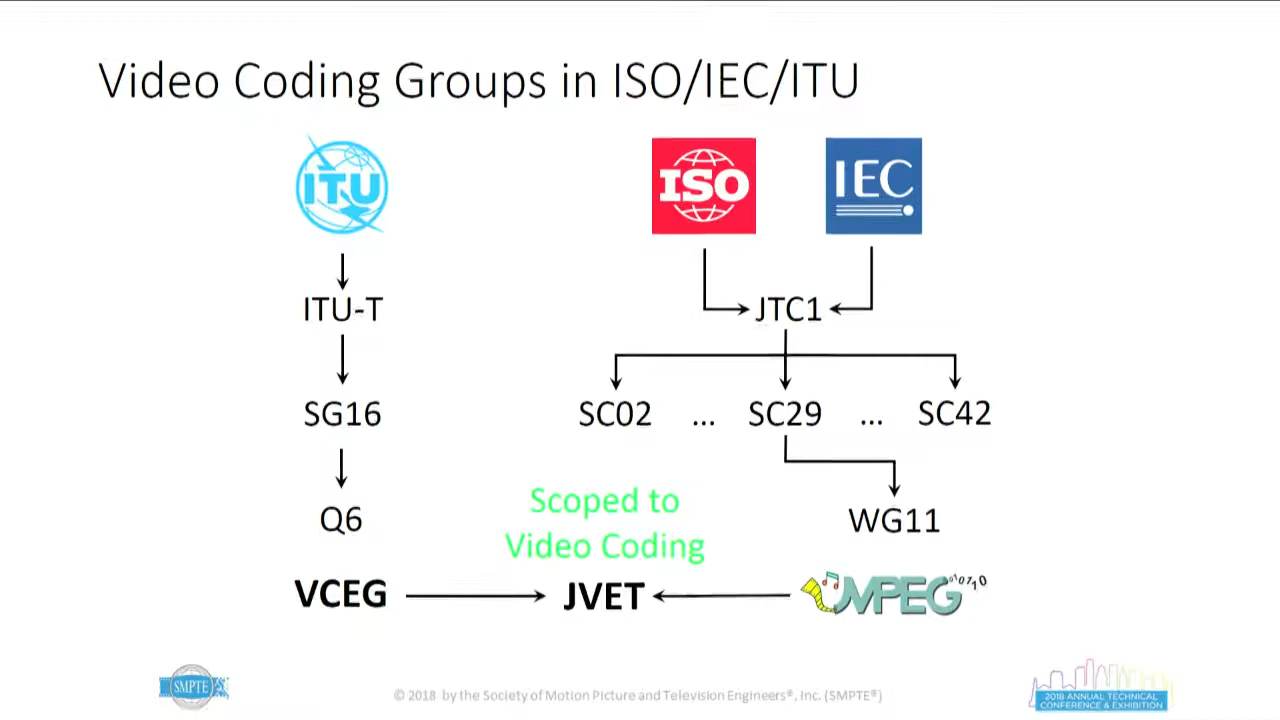 Video Coding Groups in ISO/IEC/ITU
ITU
ISO
IEC
ITU-T
JTC1
SG16
SC02 ... SC29 ... SC42
Q6
Scoped to
Video Coding
WG11
VCEG
JVET
MPEG
010710
SMPTE
© 2018 by the Society of Motion Picture and Television Engineers®, Inc. (SMPTE®)
2018 ANNUAL TECHNICAL
CONFERENCE & EXHIBITION